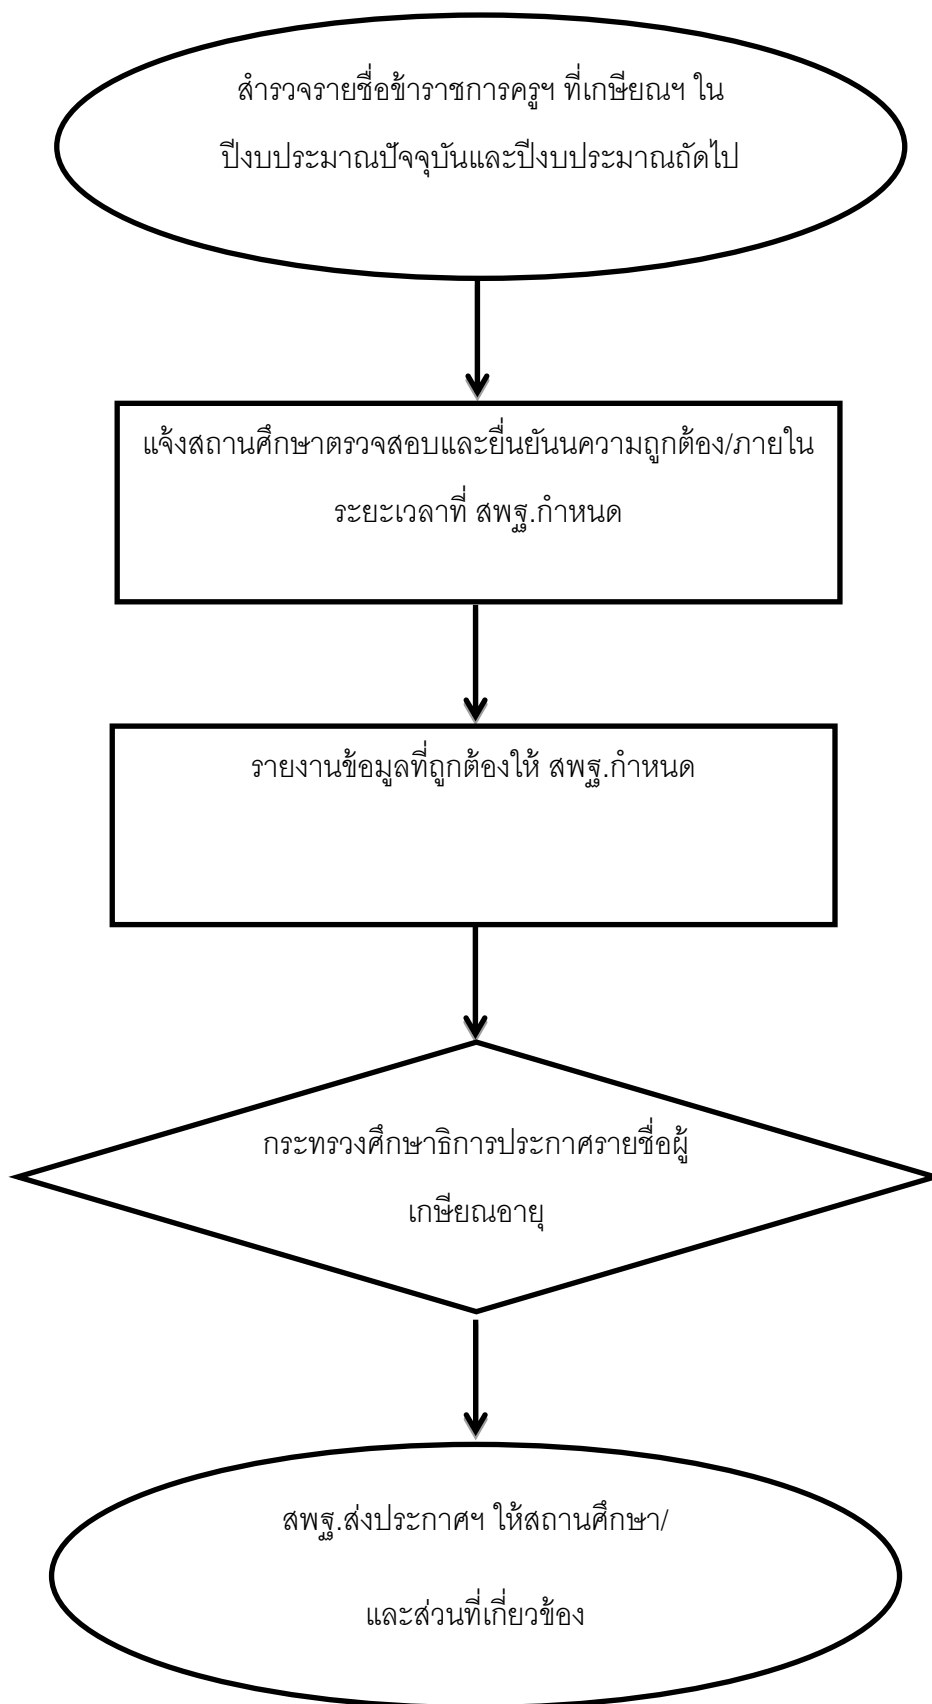 สำรวจรายชื่อข้าราชการครูฯ ที่เกษียณฯ ใน
ปีงบประมาณปัจจุบันและปีงบประมาณถัดไป
แจ้งสถานศึกษาตรวจสอบและยื่นยันนความถูกต้อง/ภายใน
ระยะเวลาที่ สพฐ.กำหนด
รายงานข้อมูลที่ถูกต้องให้ สพฐ.กำหนด
กระทรวงศึกษาธิการประกาศรายชื่อผู้
เกษียณอายุ
สพฐ.ส่งประกาศฯ ให้สถานศึกษา/
และส่วนที่เกี่ยวข้อง